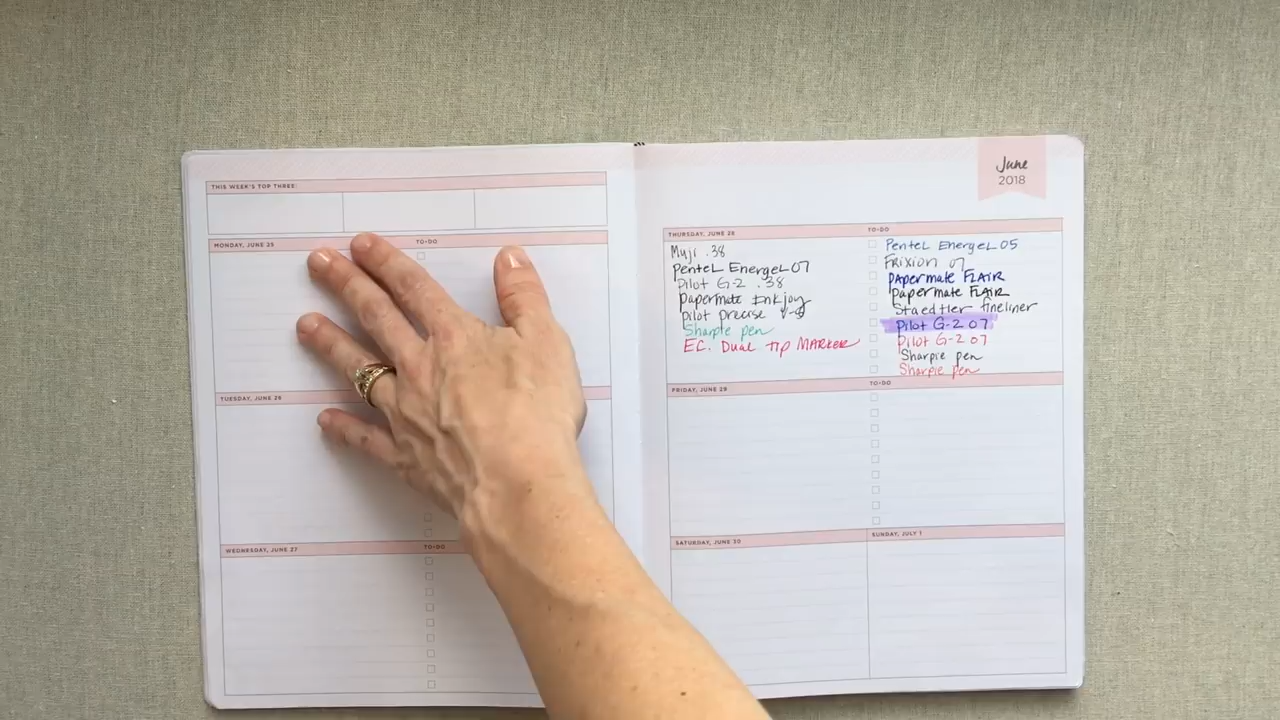 June
2018
THIS WEEK'S TOP THREE:
MONDAY, JUNE 25
TO-DO
TUESDAY, JUNE 26
WEDNESDAY, JUNE 27
TO-DO
THURSDAY, JUNE 28
TO-DO
Muji .38
Pentel EnergeL 07
Pilot G-2 .38
Papermate InkJoy
Pilot precise
Sharpie pen
E.C. Dual Tip Marker
Pentel EnergeL 05
Frixion 07
Papermate FLAIR
Papermate FLAIR
Staedtler fineliner
Pilot G-2 07
Pilot G-2 07
Sharpie pen
Sharpie pen
FRIDAY, JUNE 29
TO-DO
SATURDAY, JUNE 30
SUNDAY, JULY 1